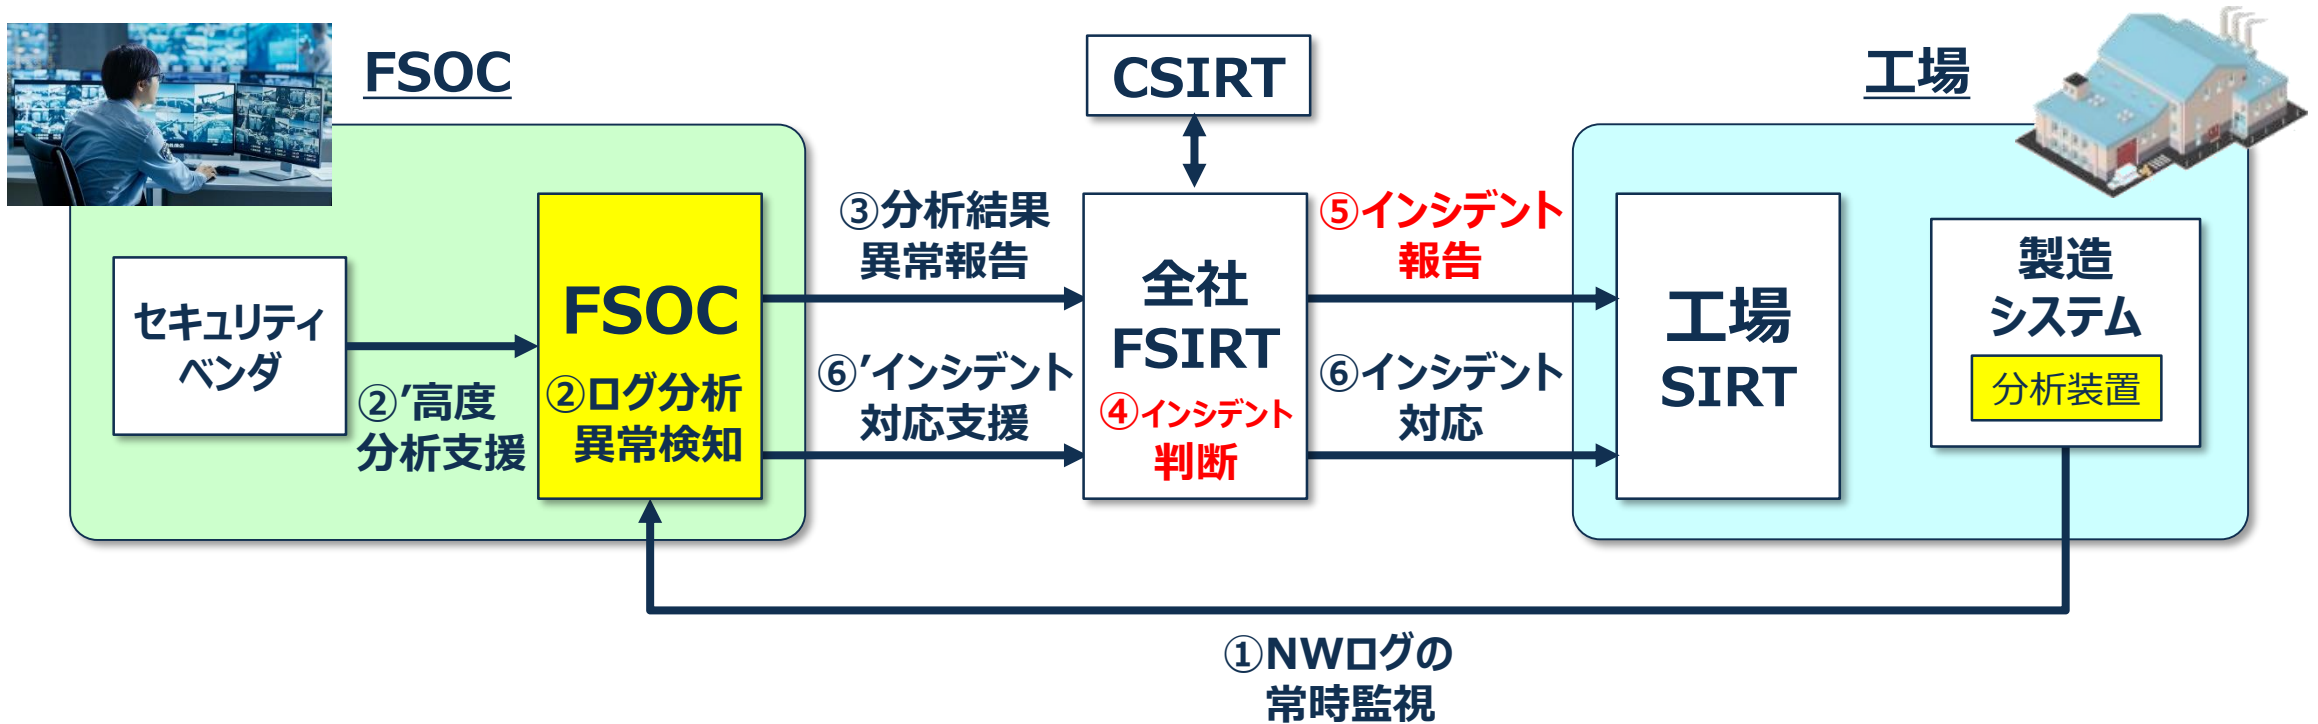 FSOC
CSIRT
工場
セキュリティ
ベンダ
②’高度
分析支援
FSOC
②ログ分析
異常検知
③分析結果
異常報告
⑥’インシデント
対応支援
全社
FSIRT
④インシデント
判断
⑤インシデント
報告
⑥インシデント
対応
工場
SIRT
製造
システム
分析装置
①NWログの
常時監視